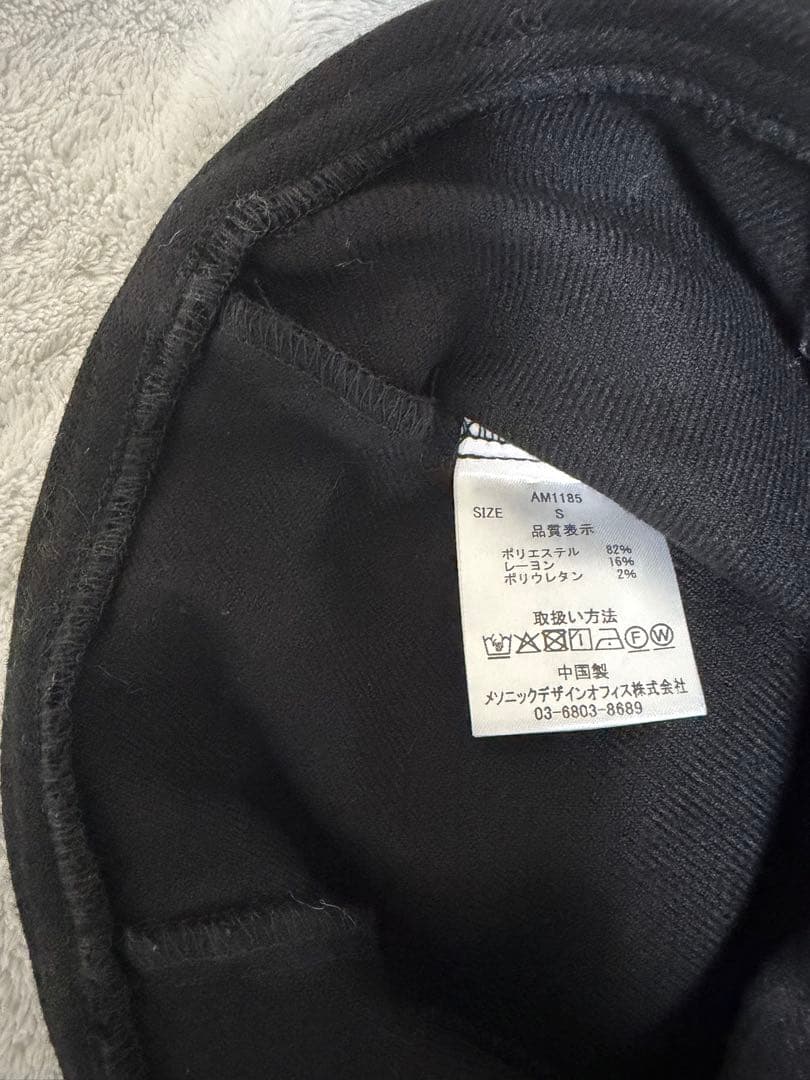 AM1185
SIZE S
品質表示
ポリエステル 82%
レーヨン 16%
ポリウレタン 2%
取扱い方法
F W
中国製
メソニックデザインオフィス株式会社
03-6803-8689